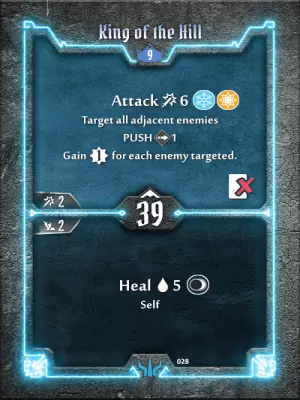 King of the Hill
9
Attack 6
Target all adjacent enemies
PUSH 1
Gain 1 for each enemy targeted.
2
39
2
Heal 5
Self
028